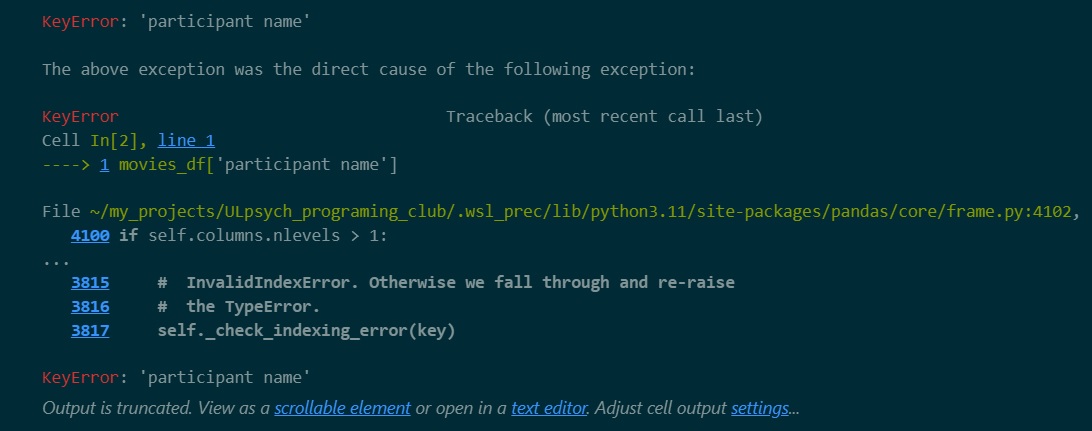 KeyError: 'participant name'
The above exception was the direct cause of the following exception:
KeyError Traceback (most recent call last)
Cell In[2], line 1
----> 1 movies_df['participant name']
File ~/my_projects/ULpsych_programing_club/.wsl_prec/lib/python3.11/site-packages/pandas/core/frame.py:4102,
4100 if self.columns.nlevels > 1:
...
3815 # InvalidIndexError. Otherwise we fall through and re-raise
3816 # the TypeError.
3817 self._check_indexing_error(key)
KeyError: 'participant name'
Output is truncated. View as a scrollable element or open in a text editor. Adjust cell output settings...